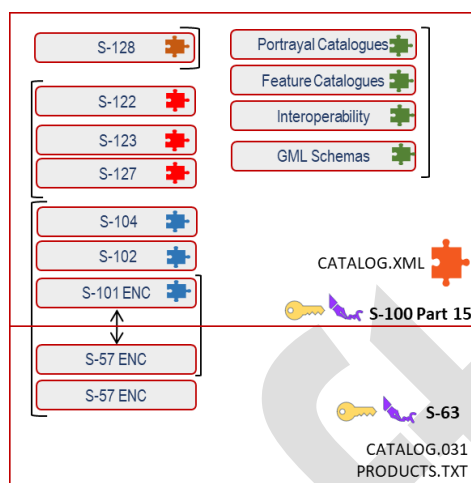 S-128
S-122
S-123
S-127
S-104
S-102
S-101 ENC
S-57 ENC
S-57 ENC
Portrayal Catalogues
Feature Catalogues
Interoperability
GML Schemas
CATALOG.XML
S-100 Part 15
S-63
CATALOG.031
PRODUCTS.TXT